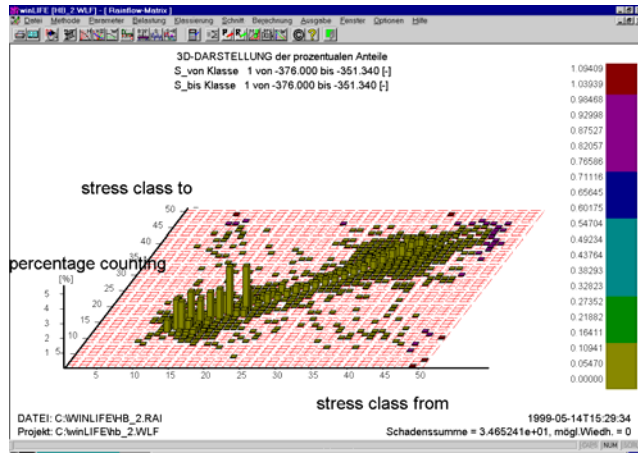 winLIFE [HB_2.WLF] - [ Rainflow-Matrix ]
Datei Methode Parameter Belastung Klassierung Schnitt Berechnung Ausgabe Fenster Optionen Hilfe
3D-DARSTELLUNG der prozentualen Anteile
S_von Klasse 1 von -376.000 bis -351.340 [-]
S_bis Klasse 1 von -376.000 bis -351.340 [-]
1.09409
1.03939
0.98468
0.92998
0.87527
0.82057
0.76586
0.71116
0.65645
0.60175
0.54704
0.49234
0.43764
0.38293
0.32823
0.27352
0.21882
0.16411
0.10941
0.05470
0.00000
stress class to
50
45
40
35
30
25
20
15
10
5
percentage counting
[%]
5
4
3
2
1
5 10 15 20 25 30 35 40 45 50
stress class from
DATEI: C:\WINLIFE\HB_2.RAI
1999-05-14T15:29:34
Projekt: C:\winLIFE\hb_2.WLF
Schadenssumme = 3.465241e+01, mögl.Wiedh. = 0
CAPS NUM